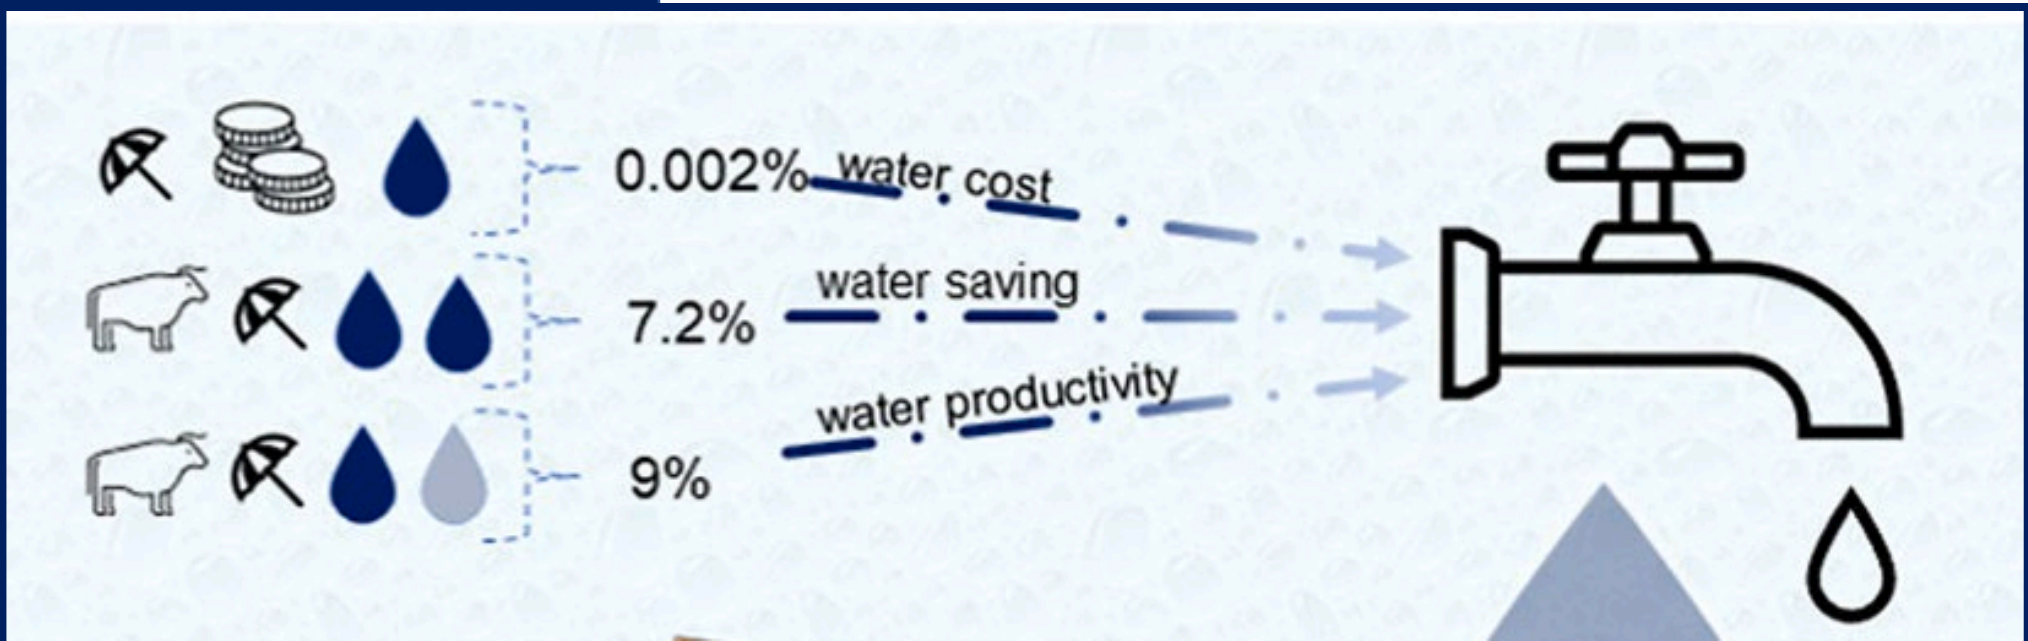 0.002% water cost
7.2% water saving
9% water productivity